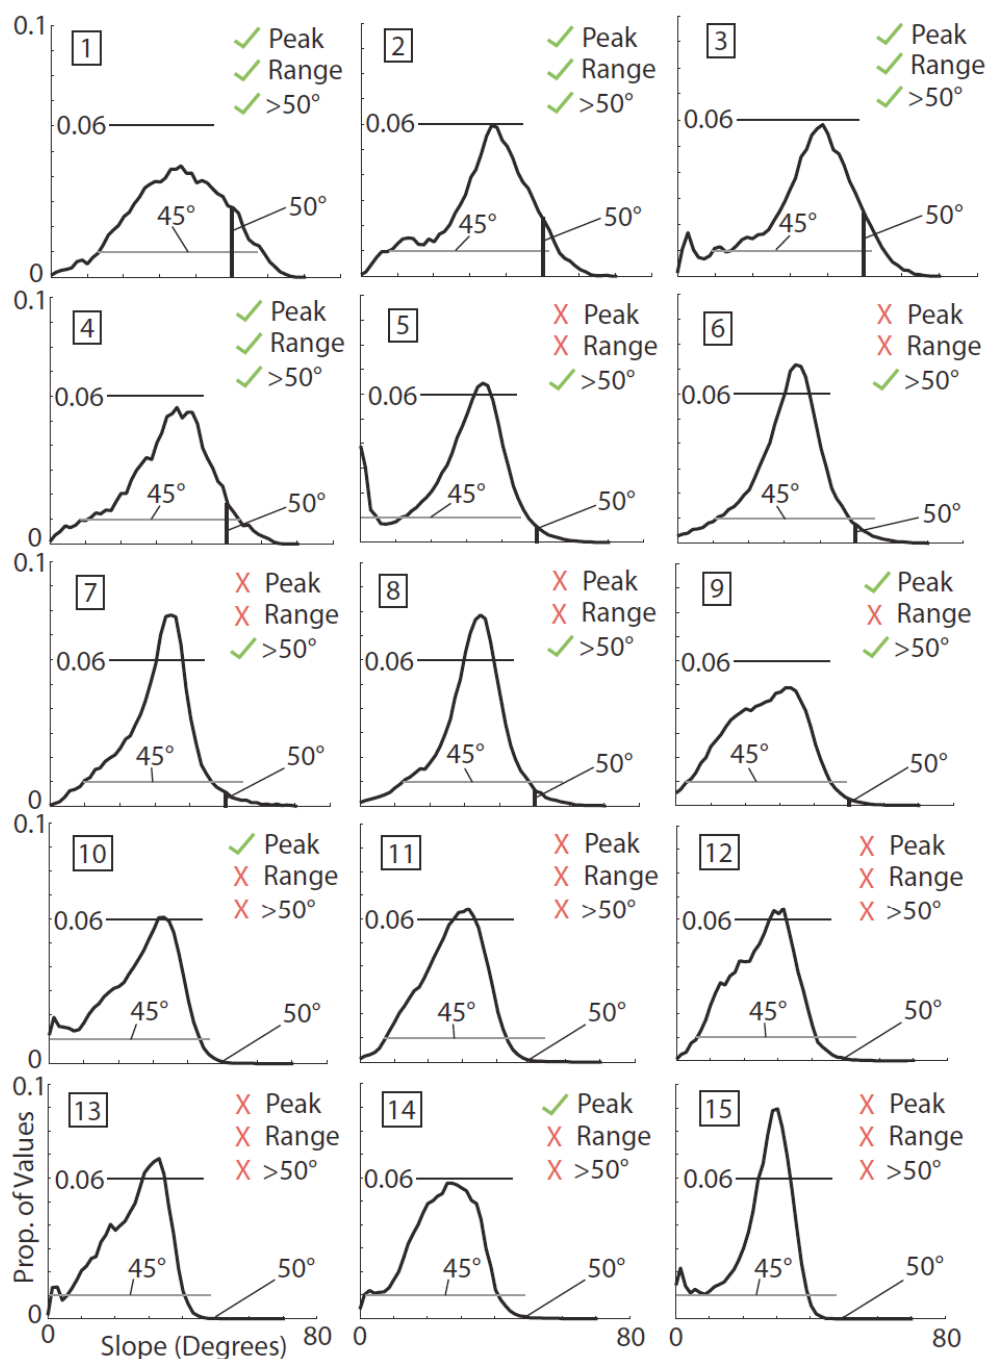 0.1
1
Peak
Range
>50°
0.06
45°
50°
0
2
Peak
Range
>50°
0.06
45°
50°
3
Peak
Range
>50°
0.06
45°
50°
0.1
4
Peak
Range
>50°
0.06
45°
50°
0
5
X Peak
X Range
>50°
0.06
45°
50°
6
X Peak
X Range
>50°
0.06
45°
50°
0.1
7
X Peak
X Range
>50°
0.06
45°
50°
0
8
X Peak
X Range
>50°
0.06
45°
50°
9
Peak
X Range
>50°
0.06
45°
50°
0.1
10
Peak
X Range
X >50°
0.06
45°
50°
0
11
X Peak
X Range
X >50°
0.06
45°
50°
12
X Peak
X Range
X >50°
0.06
45°
50°
0.1
13
X Peak
X Range
X >50°
0.06
45°
50°
0
Prop. of Values
0
80
Slope (Degrees)
14
Peak
X Range
X >50°
0.06
45°
50°
0
80
15
X Peak
X Range
X >50°
0.06
45°
50°
0
80